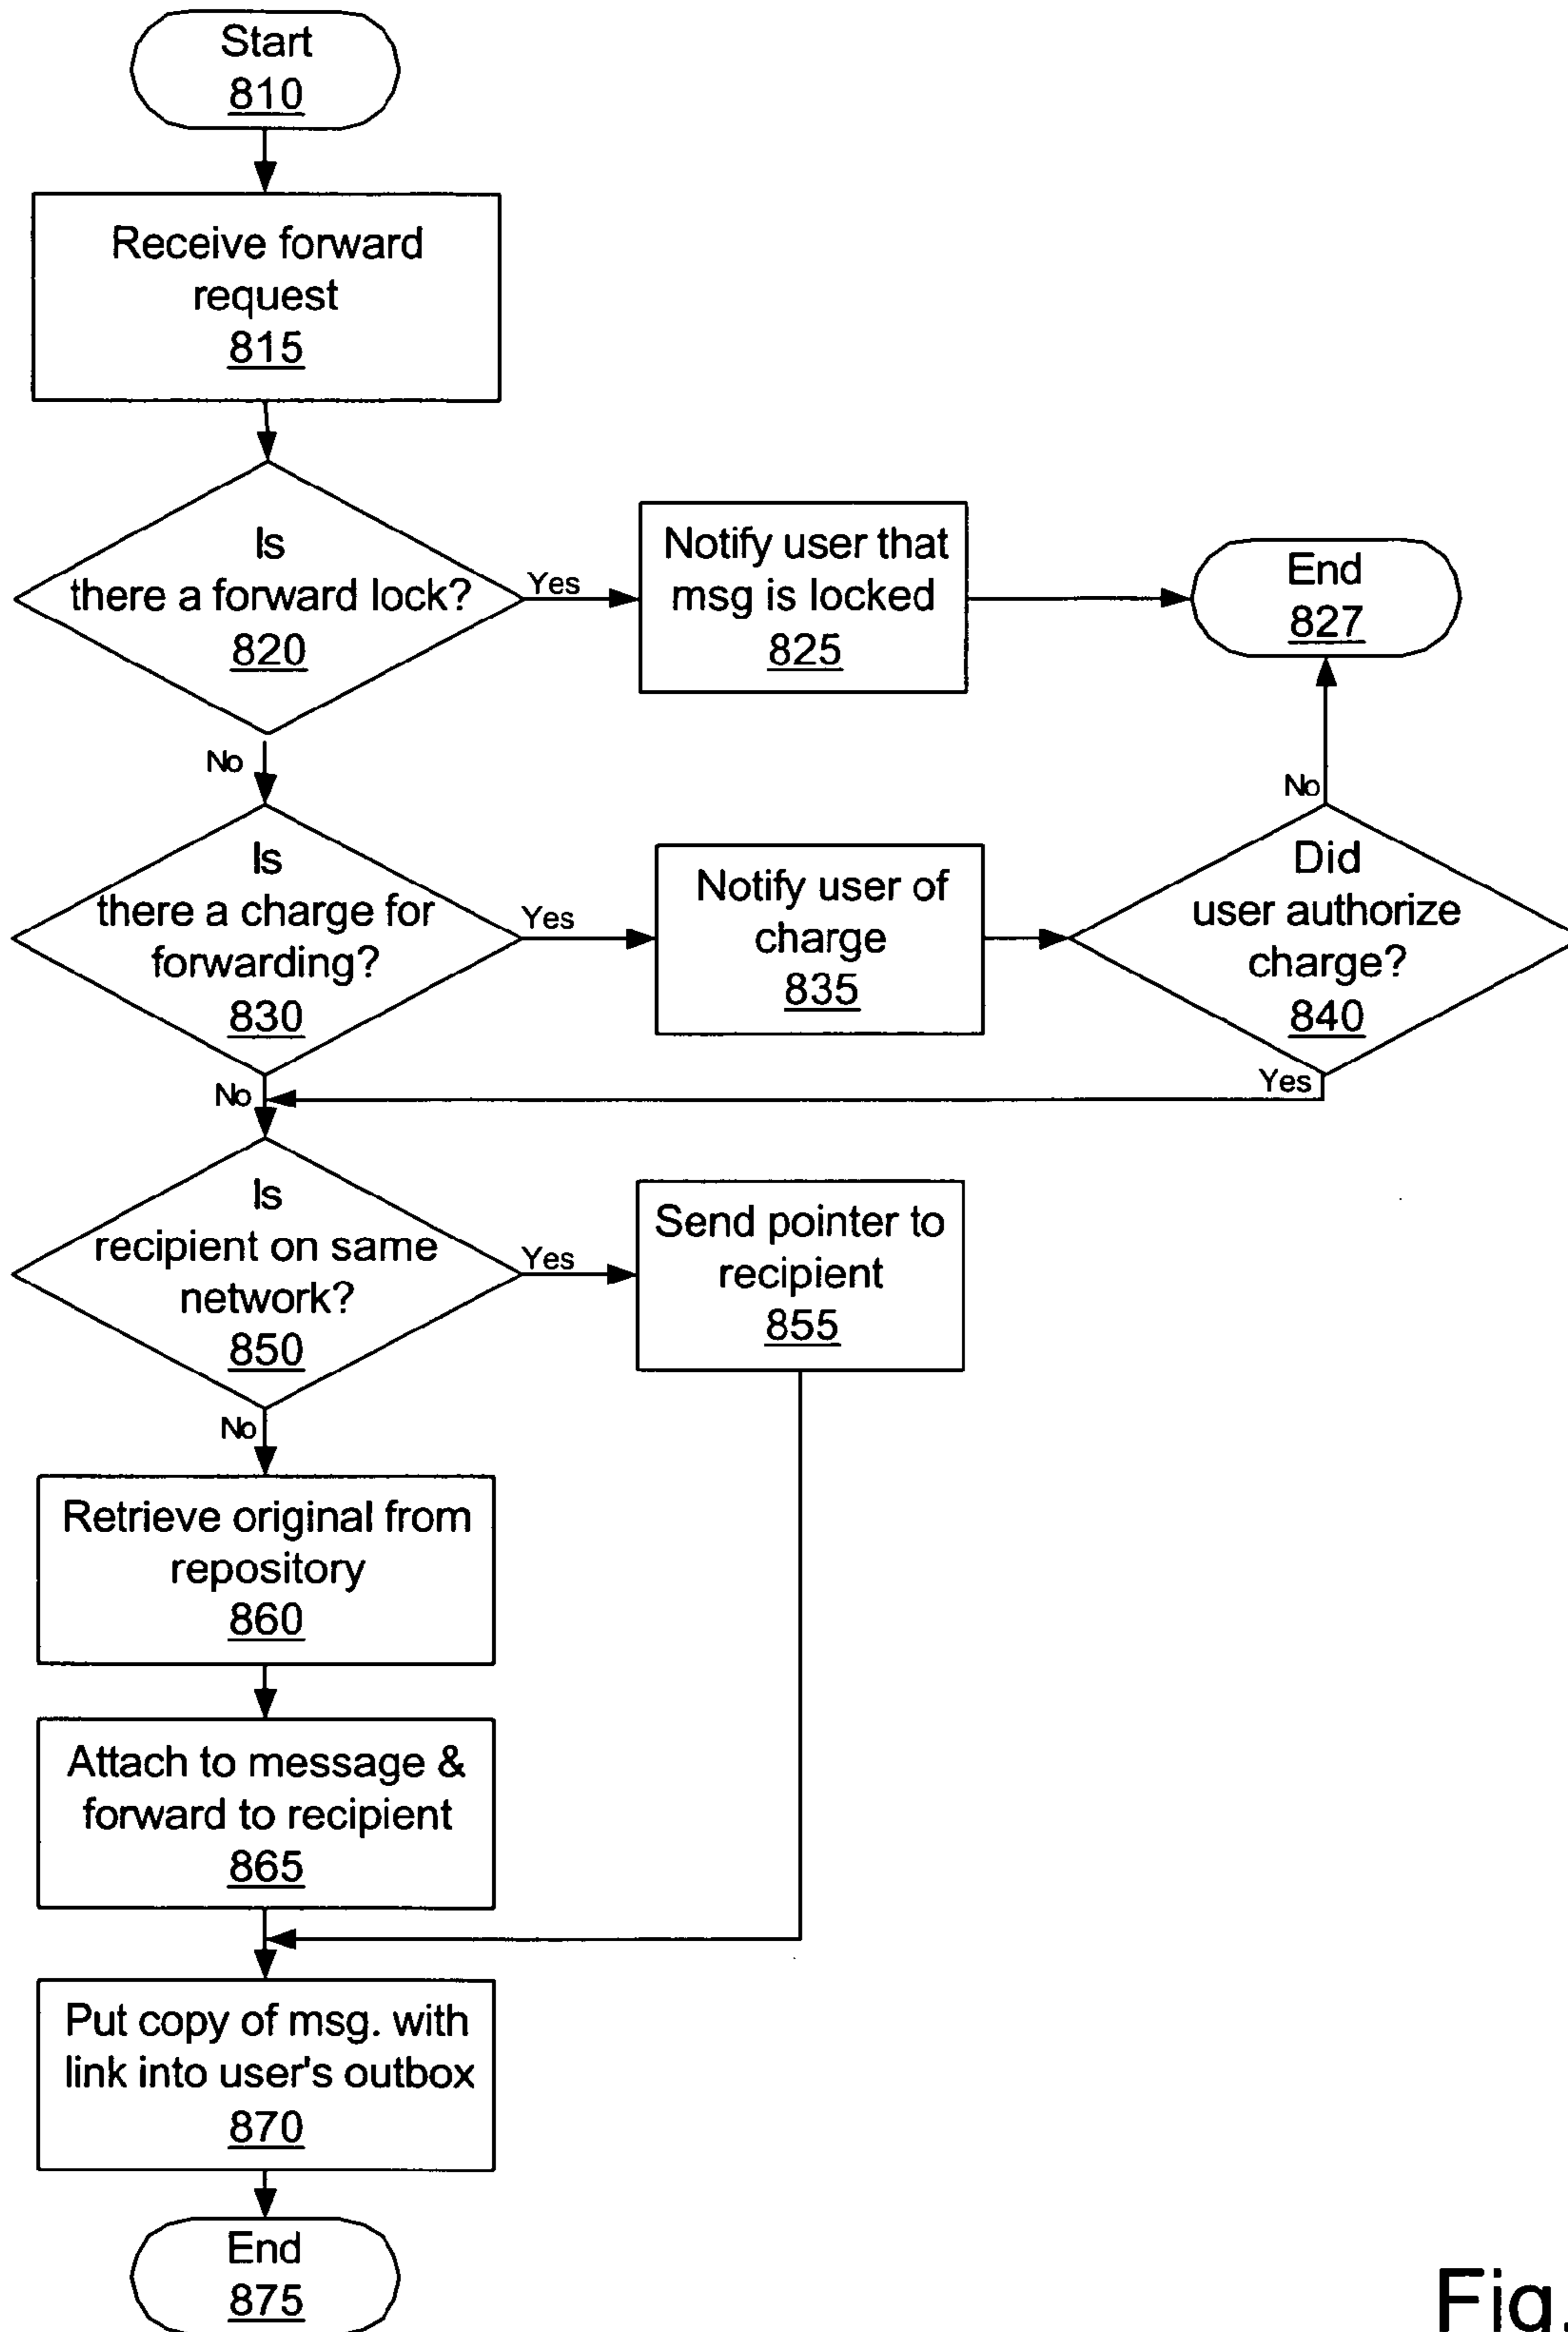 Start
810
Receive forward
request
815
Is
there a forward lock?
820
Yes
Notify user that
msg is locked
825
End
827
No
Is
there a charge for
forwarding?
830
Yes
Notify user of
charge
835
No
Did
user authorize
charge?
840
Yes
No
Is
recipient on same
network?
850
Yes
Send pointer to
recipient
855
No
Retrieve original from
repository
860
Attach to message &
forward to recipient
865
Put copy of msg. with
link into user's outbox
870
End
875
Fig.